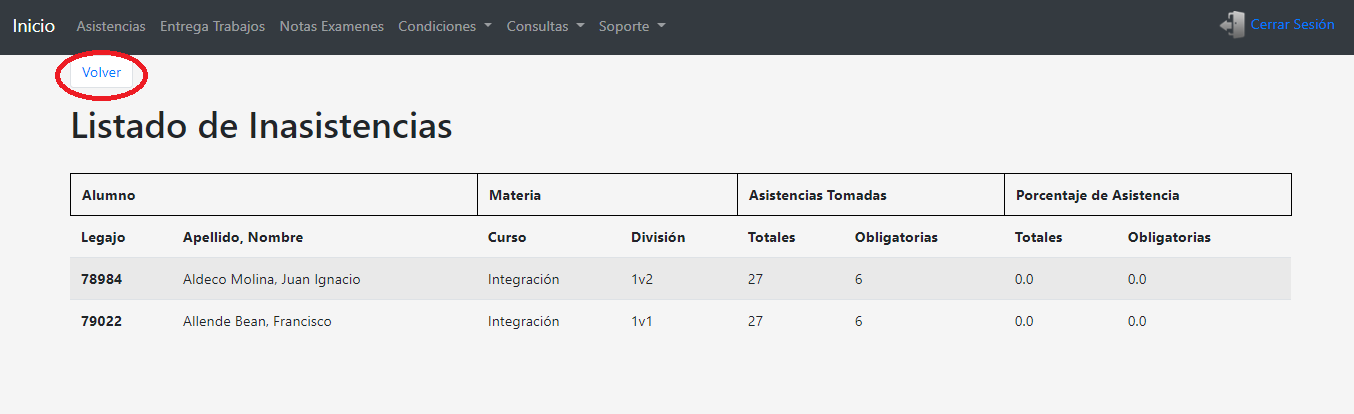 Inicio Asistencias Entrega Trabajos Notas Examenes Condiciones Consultas Soporte Cerrar Sesión
Volver
Listado de Inasistencias
Alumno Materia Asistencias Tomadas Porcentaje de Asistencia
Legajo Apellido, Nombre Curso División Totales Obligatorias Totales Obligatorias
78984 Aldeco Molina, Juan Ignacio Integración 1v2 27 6 0.0 0.0
79022 Allende Bean, Francisco Integración 1v1 27 6 0.0 0.0